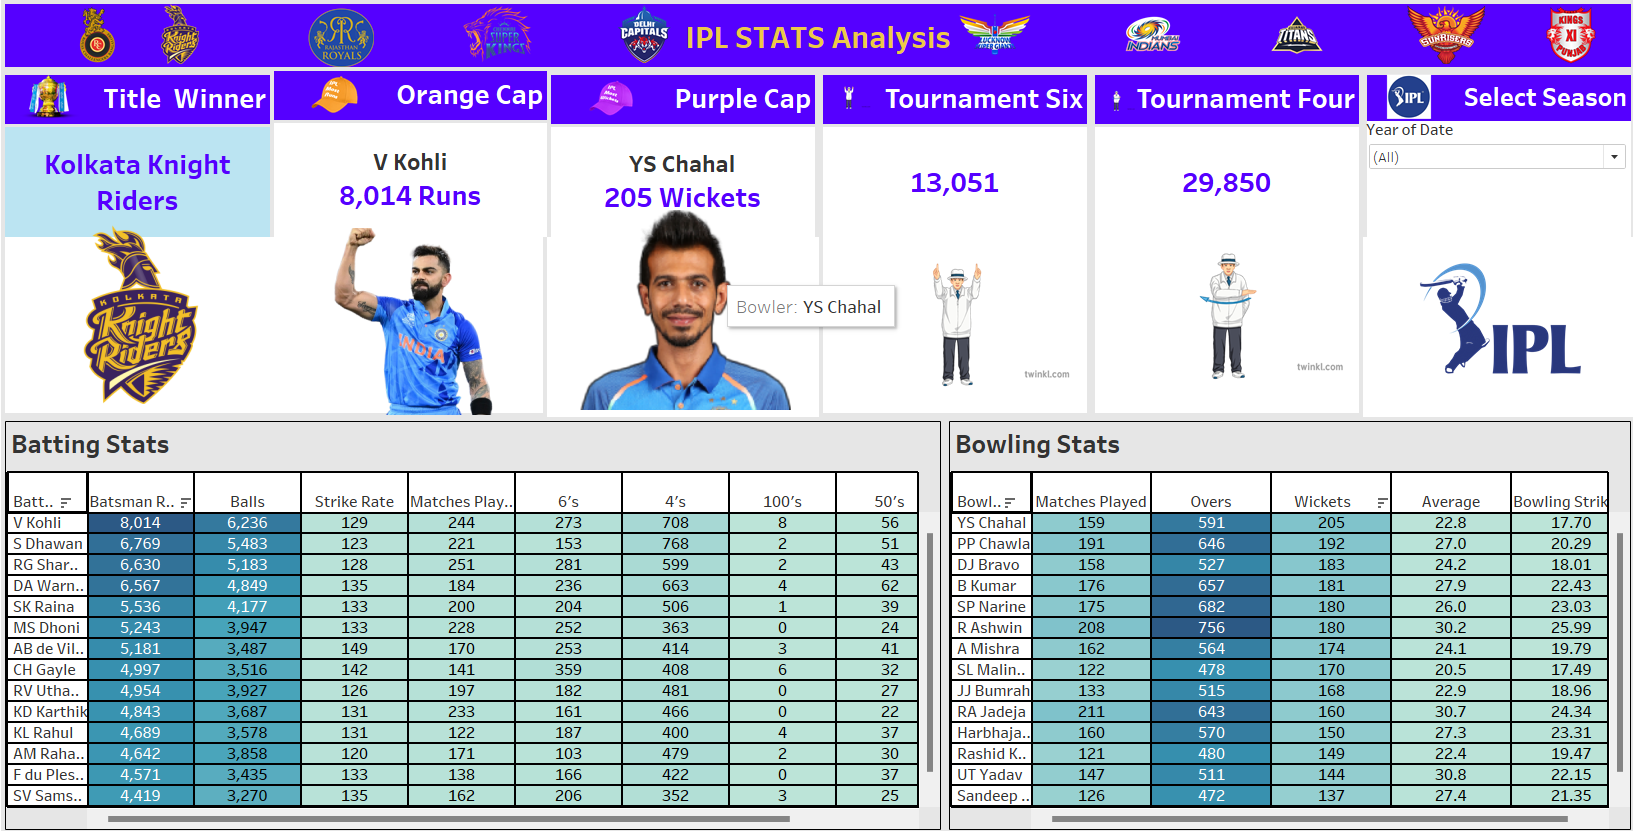 IPL STATS Analysis
RAJASTHAN
ROYALS
Knight
Riders
SUPER
KINGS
DELHI
CAPITALS
LUCKNOW
SUPER GIANTS
MUMBAI
INDIANS
TITANS
SUNRISERS
KINGS
XI
PUNJAB
Title Winner
Orange Cap
Purple Cap
Tournament Six
Tournament Four
IPL
Select Season
Year of Date
(All)
Kolkata Knight
Riders
V Kohli
8,014 Runs
YS Chahal
205 Wickets
13,051
29,850
KOLKATA
Knight
Riders
INDIA
Bowler: YS Chahal
twinkl.com
twinkl.com
IPL
Batting Stats
Batt.. Batsman R.. Balls Strike Rate Matches Play.. 6's 4's 100's 50's
V Kohli 8,014 6,236 129 244 273 708 8 56
S Dhawan 6,769 5,483 123 221 153 768 2 51
RG Shar.. 6,630 5,183 128 251 281 599 2 43
DA Warn.. 6,567 4,849 135 184 236 663 4 62
SK Raina 5,536 4,177 133 200 204 506 1 39
MS Dhoni 5,243 3,947 133 228 252 363 0 24
AB de Vil.. 5,181 3,487 149 170 253 414 3 41
CH Gayle 4,997 3,516 142 141 359 408 6 32
RV Utha.. 4,954 3,927 126 197 182 481 0 27
KD Karthik 4,843 3,687 131 233 161 466 0 22
KL Rahul 4,689 3,578 131 122 187 400 4 37
AM Raha.. 4,642 3,858 120 171 103 479 2 30
F du Ples.. 4,571 3,435 133 138 166 422 0 37
SV Sams.. 4,419 3,270 135 162 206 352 3 25
Bowling Stats
Bowl.. Matches Played Overs Wickets Average Bowling Strik
YS Chahal 159 591 205 22.8 17.70
PP Chawla 191 646 192 27.0 20.29
DJ Bravo 158 527 183 24.2 18.01
B Kumar 176 657 181 27.9 22.43
SP Narine 175 682 180 26.0 23.03
R Ashwin 208 756 180 30.2 25.99
A Mishra 162 564 174 24.1 19.79
SL Malin.. 122 478 170 20.5 17.49
JJ Bumrah 133 515 168 22.9 18.96
RA Jadeja 211 643 160 30.7 24.34
Harbhaja.. 160 570 150 27.3 23.31
Rashid K.. 121 480 149 22.4 19.47
UT Yadav 147 511 144 30.8 22.15
Sandeep .. 126 472 137 27.4 21.35